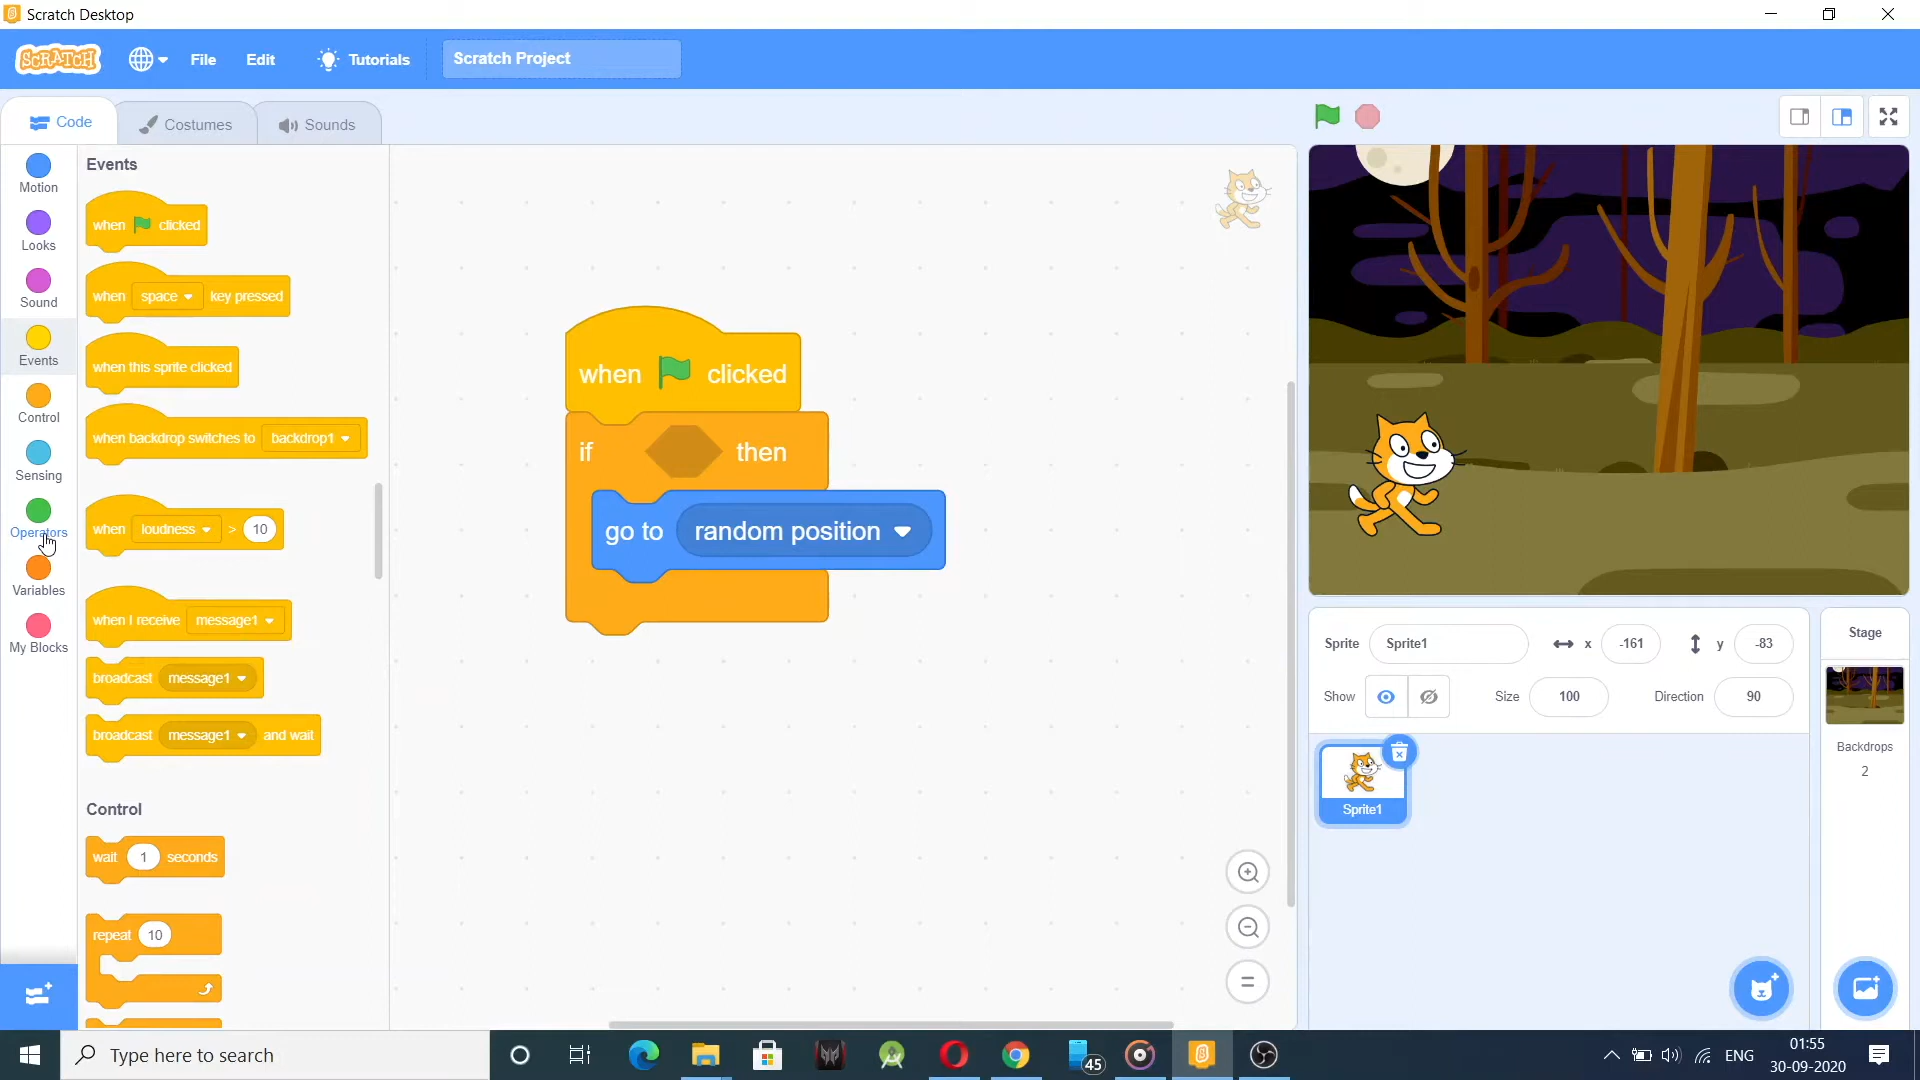 Scratch Desktop
SCRATCH File Edit Tutorials Scratch Project
Code Costumes Sounds
Motion
Looks
Sound
Events
Control
Sensing
Operators
Variables
My Blocks
Events
when clicked
when space key pressed
when this sprite clicked
when backdrop switches to backdrop1
when loudness > 10
when I receive message1
broadcast message1
broadcast message1 and wait
Control
wait 1 seconds
repeat 10
when clicked
if then
go to random position
Sprite Sprite1 x -161 y -83
Show Size 100 Direction 90
Sprite1
Stage
Backdrops
2
Type here to search
45
ENG
01:55
30-09-2020